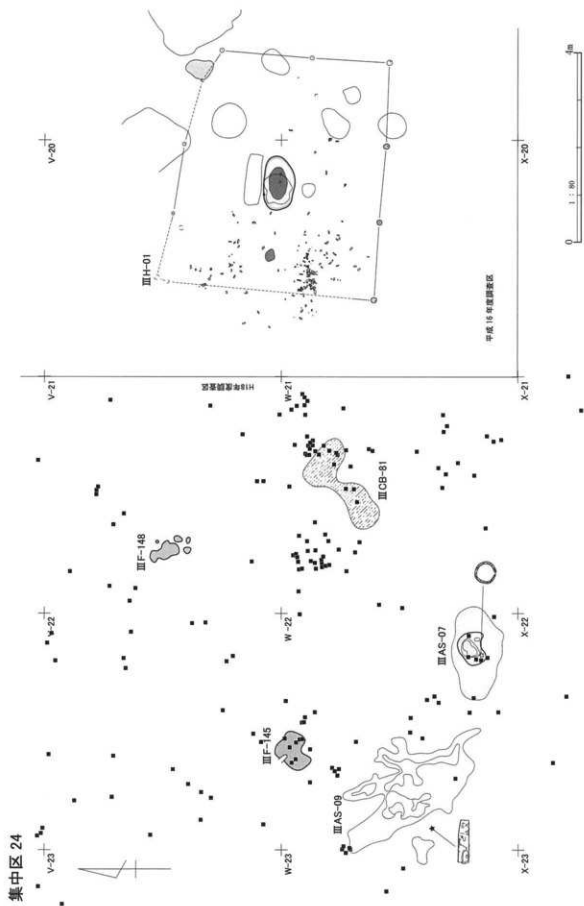 集中区 24
V-20
X-20
ⅢH-01
平成 16 年度調査区
0
1 : 80
4m
V-21
W-21
X-21
H18年度調査区
ⅢF-148
ⅢCB-81
V-22
W-22
X-22
ⅢAS-07
ⅢF-145
ⅢAS-09
V-23
W-23
X-23